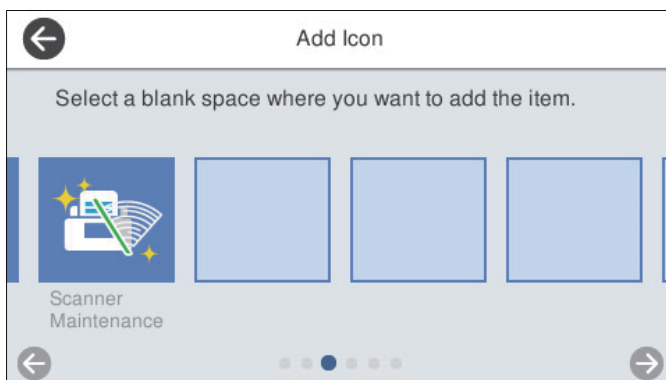 Add Icon
Select a blank space where you want to add the item.
Scanner
Maintenance